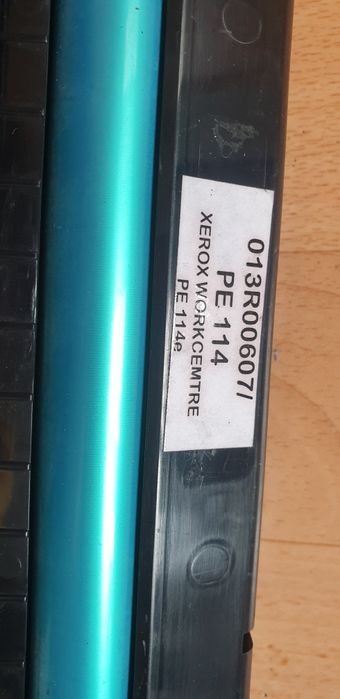 013R00607/
PE 114
XEROX WORKCEMTRE
PE 114e